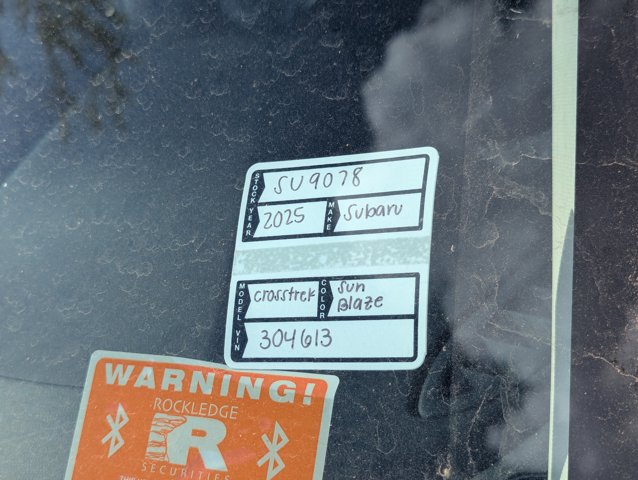 STOCK SU9078
YEAR 2025 MAKE Subaru
MODEL crosstrek COLOR Sun
Blaze
VIN 304613
WARNING!
ROCKLEDGE
R
SECURITIES